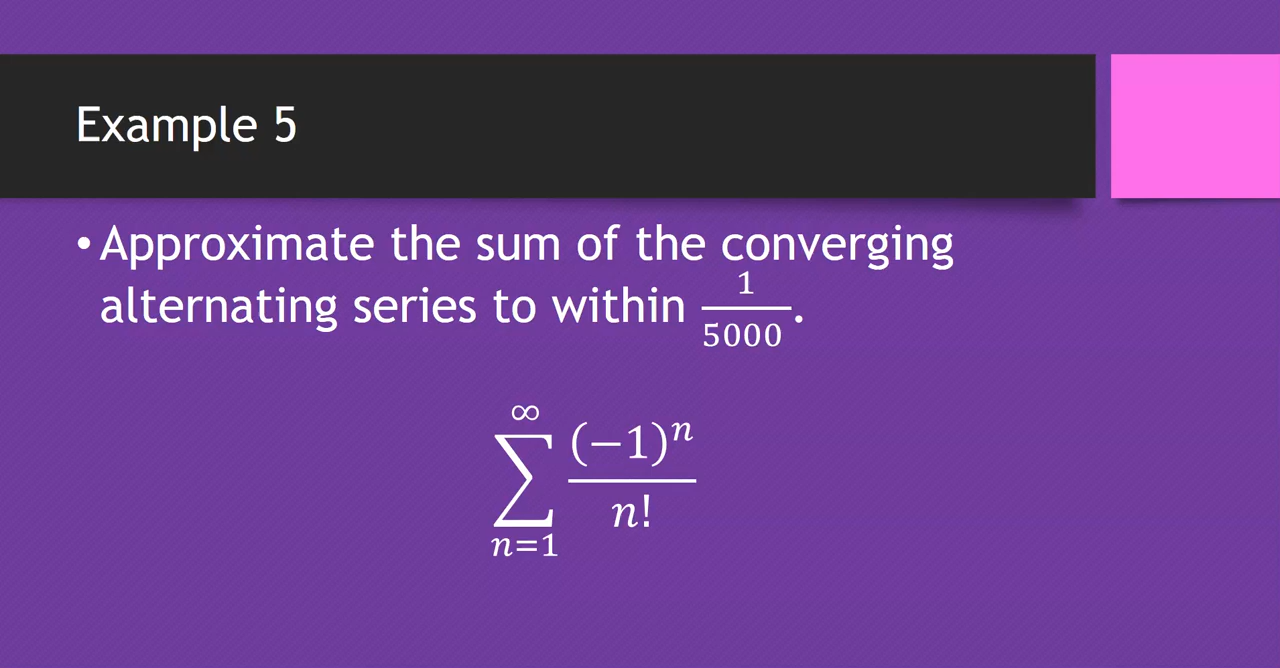 Example 5
• Approximate the sum of the converging
alternating series to within 1/5000.
∑_{n=1}^{∞} (−1)^n / n!